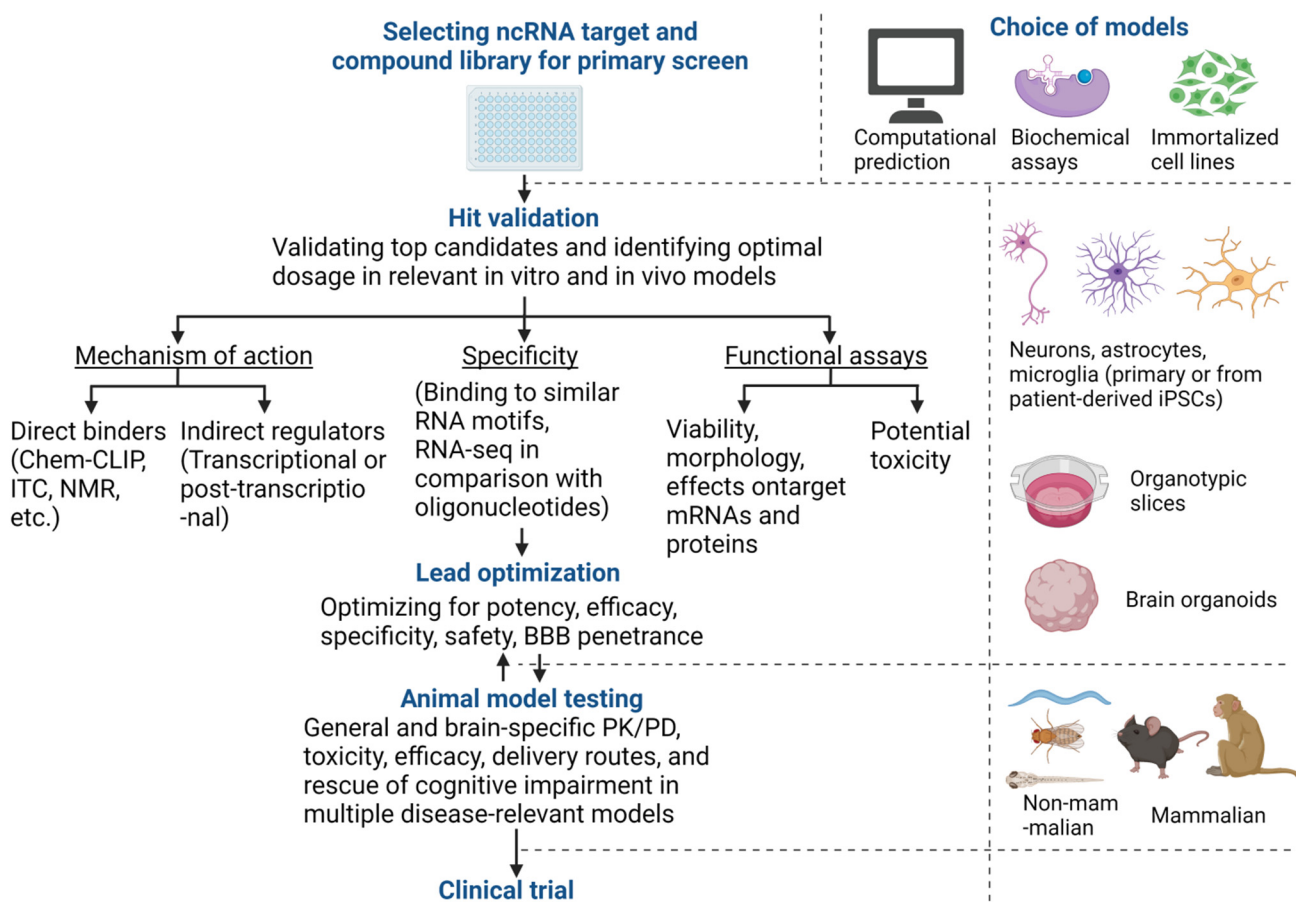 Selecting ncRNA target and
compound library for primary screen
Choice of models
Computational
prediction
Biochemical
assays
Immortalized
cell lines
Hit validation
Validating top candidates and identifying optimal
dosage in relevant in vitro and in vivo models
Mechanism of action
Direct binders
(Chem-CLIP,
ITC, NMR,
etc.)
Indirect regulators
(Transcriptional or
post-transcriptio
-nal)
Specificity
(Binding to similar
RNA motifs,
RNA-seq in
comparison with
oligonucleotides)
Functional assays
Viability,
morphology,
effects ontarget
mRNAs and
proteins
Potential
toxicity
Neurons, astrocytes,
microglia (primary or from
patient-derived iPSCs)
Organotypic
slices
Brain organoids
Lead optimization
Optimizing for potency, efficacy,
specificity, safety, BBB penetrance
Animal model testing
General and brain-specific PK/PD,
toxicity, efficacy, delivery routes, and
rescue of cognitive impairment in
multiple disease-relevant models
Non-mam
-malian
Mammalian
Clinical trial